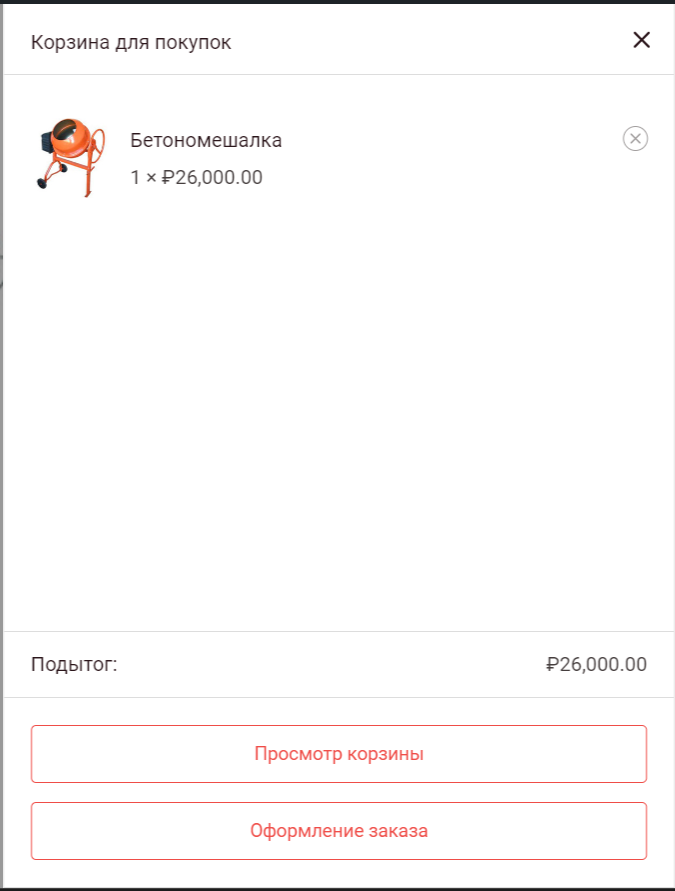 Корзина для покупок
Бетономешалка
1 × ₽26,000.00
Подытог: ₽26,000.00
Просмотр корзины
Оформление заказа